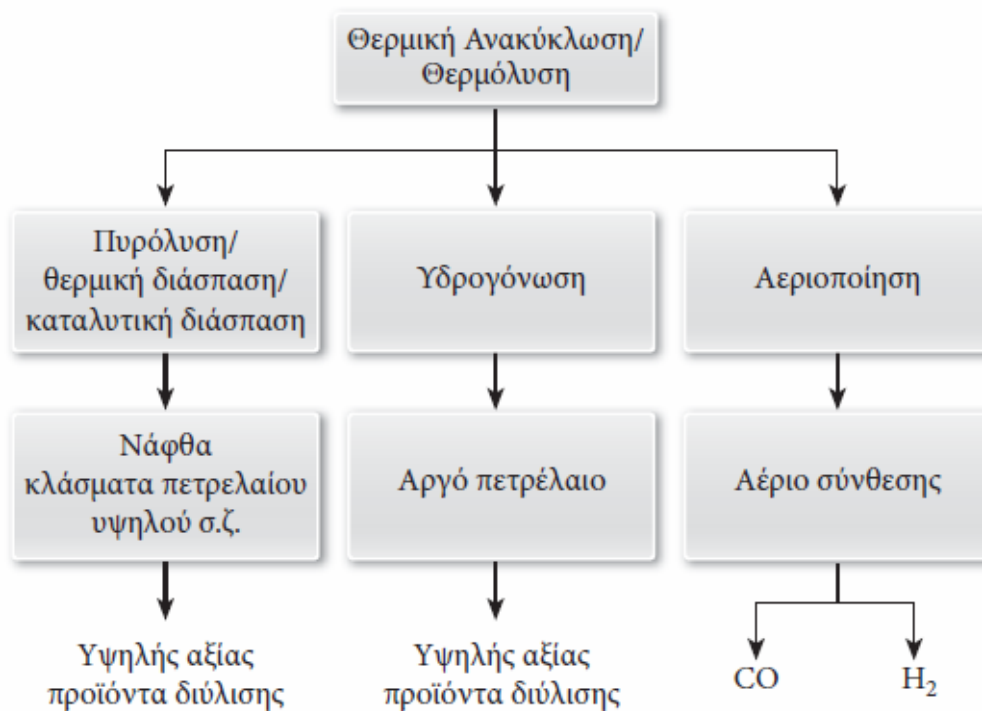 Θερμική Ανακύκλωση/
Θερμόλυση
Πυρόλυση/
θερμική διάσπαση/
καταλυτική διάσπαση
Υδρογόνωση
Αεριοποίηση
Νάφθα
κλάσματα πετρελαίου
υψηλού σ.ζ.
Αργό πετρέλαιο
Αέριο σύνθεσης
Υψηλής αξίας
προϊόντα διύλισης
Υψηλής αξίας
προϊόντα διύλισης
CO
H₂